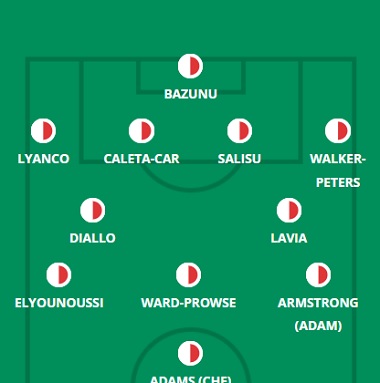 BAZUNU
LYANCO CALETA-CAR SALISU WALKER-
PETERS
DIALLO LAVIA
ELYOUNOUSSI WARD-PROWSE ARMSTRONG
(ADAM)
ADAMS (CHE)